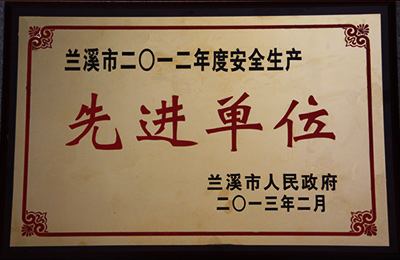 兰溪市二〇一二年度安全生产
先进单位
兰溪市人民政府
二〇一三年二月